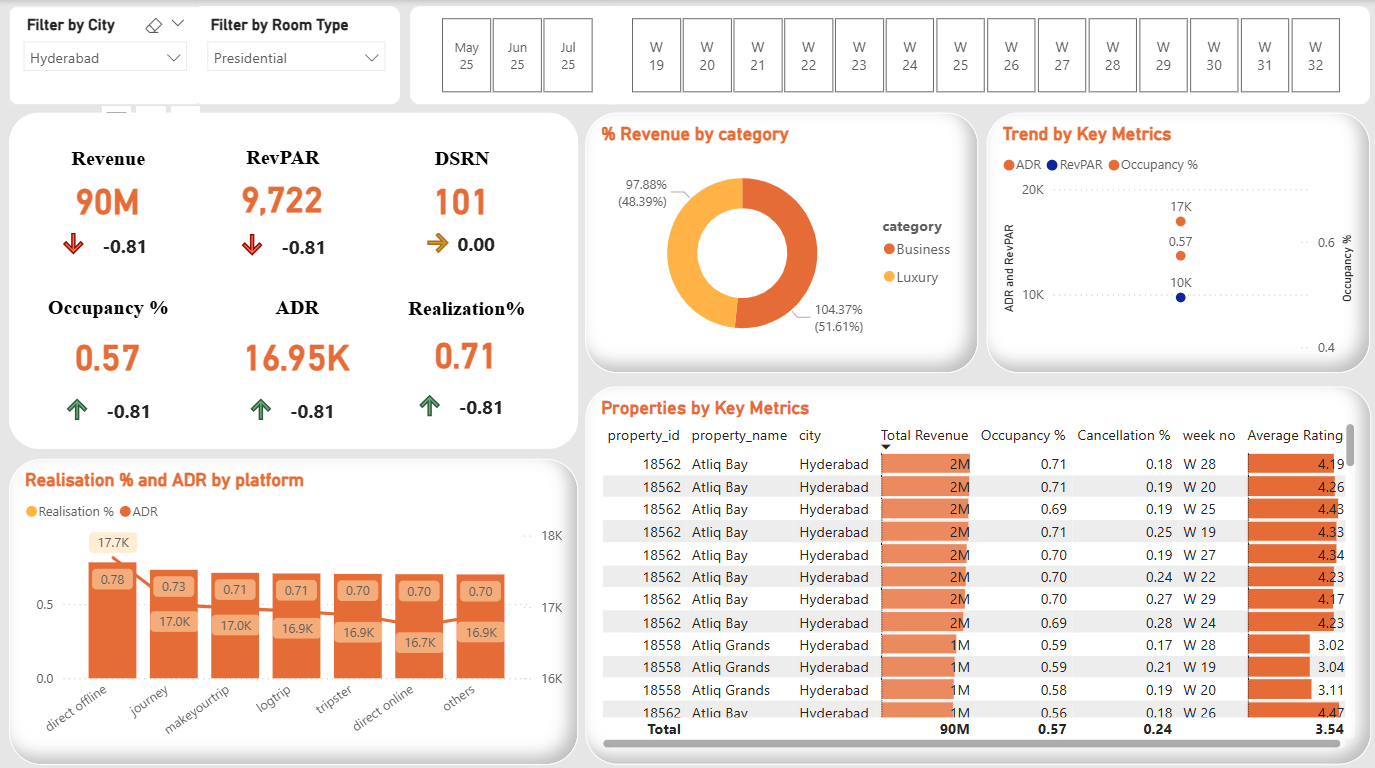 Filter by City
Hyderabad
Filter by Room Type
Presidential
May 25
Jun 25
Jul 25
W 19
W 20
W 21
W 22
W 23
W 24
W 25
W 26
W 27
W 28
W 29
W 30
W 31
W 32
Revenue
90M
-0.81
RevPAR
9,722
-0.81
DSRN
101
0.00
Occupancy %
0.57
-0.81
ADR
16.95K
-0.81
Realization%
0.71
-0.81
% Revenue by category
97.88%
(48.39%)
104.37%
(51.61%)
category
Business
Luxury
Trend by Key Metrics
ADR RevPAR Occupancy %
20K
10K
ADR and RevPAR
17K
0.57
10K
0.6
0.4
Occupancy %
Realisation % and ADR by platform
Realisation % ADR
0.5
0.0
18K
17K
16K
17.7K
0.78
0.73
17.0K
0.71
17.0K
0.71
16.9K
0.70
16.9K
0.70
16.7K
0.70
16.9K
direct offline
journey
makeyourtrip
logtrip
tripster
direct online
others
Properties by Key Metrics
property_id property_name city Total Revenue Occupancy % Cancellation % week no Average Rating
18562 Atliq Bay Hyderabad 2M 0.71 0.18 W 28 4.19
18562 Atliq Bay Hyderabad 2M 0.71 0.19 W 20 4.26
18562 Atliq Bay Hyderabad 2M 0.69 0.19 W 25 4.43
18562 Atliq Bay Hyderabad 2M 0.71 0.25 W 19 4.33
18562 Atliq Bay Hyderabad 2M 0.70 0.19 W 27 4.34
18562 Atliq Bay Hyderabad 2M 0.70 0.24 W 22 4.23
18562 Atliq Bay Hyderabad 2M 0.70 0.27 W 29 4.17
18562 Atliq Bay Hyderabad 2M 0.69 0.28 W 24 4.23
18558 Atliq Grands Hyderabad 1M 0.59 0.17 W 28 3.02
18558 Atliq Grands Hyderabad 1M 0.59 0.21 W 19 3.04
18558 Atliq Grands Hyderabad 1M 0.58 0.19 W 20 3.11
18562 Atliq Bay Hyderabad 1M 0.56 0.18 W 26 4.47
Total 90M 0.57 0.24 3.54